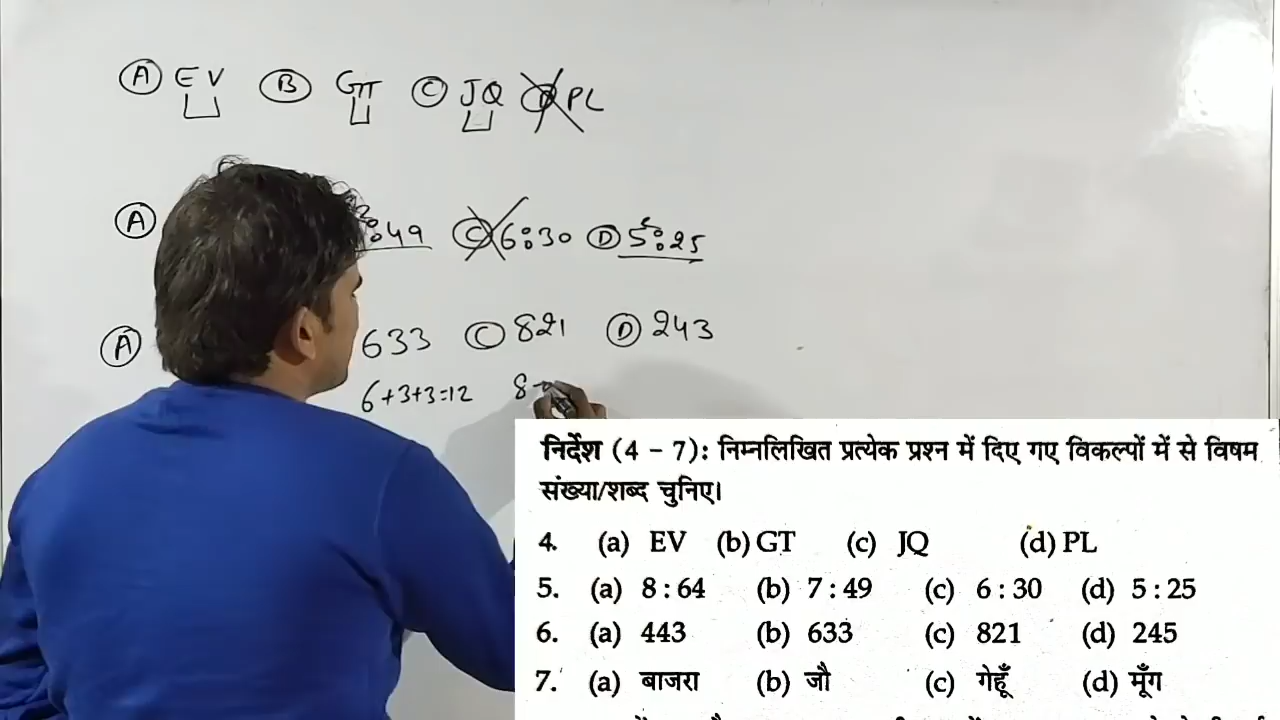 A EV B GT C JQ D PL
A :49 C 6:30 D 5:25
A 633 C 821 D 243
6+3+3=12 8
निर्देश (4 – 7): निम्नलिखित प्रत्येक प्रश्न में दिए गए विकल्पों में से विषम
संख्या/शब्द चुनिए।
4. (a) EV (b) GT (c) JQ (d) PL
5. (a) 8 : 64 (b) 7 : 49 (c) 6 : 30 (d) 5 : 25
6. (a) 443 (b) 633 (c) 821 (d) 245
7. (a) बाजरा (b) जौ (c) गेहूँ (d) मूँग